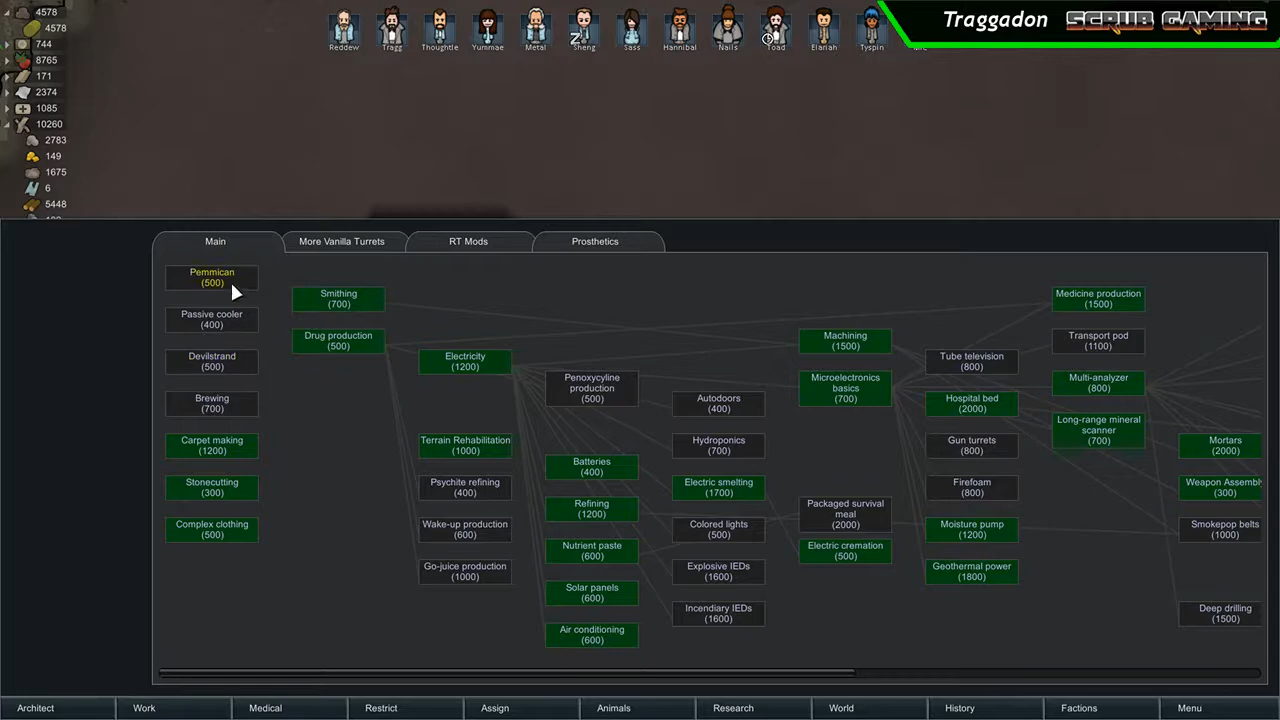 4578
4578
744
8765
171
2374
1085
10260
2783
149
1675
6
5448
Reddew Tragg Thoughtle Yummae Metal Sheng Sass Hannibal Nails Toad Elariah Tyspin
Z
Traggadon SCRUB GAMING
Main More Vanilla Turrets RT Mods Prosthetics
Pemmican
(500)
Passive cooler
(400)
Devilstrand
(500)
Brewing
(700)
Carpet making
(1200)
Stonecutting
(300)
Complex clothing
(500)
Smithing
(700)
Drug production
(500)
Electricity
(1200)
Terrain Rehabilitation
(1000)
Psychite refining
(400)
Wake-up production
(600)
Go-juice production
(1000)
Penoxycyline
production
(500)
Batteries
(400)
Refining
(1200)
Nutrient paste
(600)
Solar panels
(600)
Air conditioning
(600)
Autodoors
(400)
Hydroponics
(700)
Electric smelting
(1700)
Colored lights
(500)
Explosive IEDs
(1600)
Incendiary IEDs
(1600)
Machining
(1500)
Microelectronics
basics
(700)
Packaged survival
meal
(2000)
Electric cremation
(500)
Tube television
(800)
Hospital bed
(2000)
Gun turrets
(800)
Firefoam
(800)
Moisture pump
(1200)
Geothermal power
(1800)
Medicine production
(1500)
Transport pod
(1100)
Multi-analyzer
(800)
Long-range mineral
scanner
(700)
Mortars
(2000)
Weapon Assembly
(300)
Smokepop belts
(1000)
Deep drilling
(1500)
Architect Work Medical Restrict Assign Animals Research World History Factions Menu